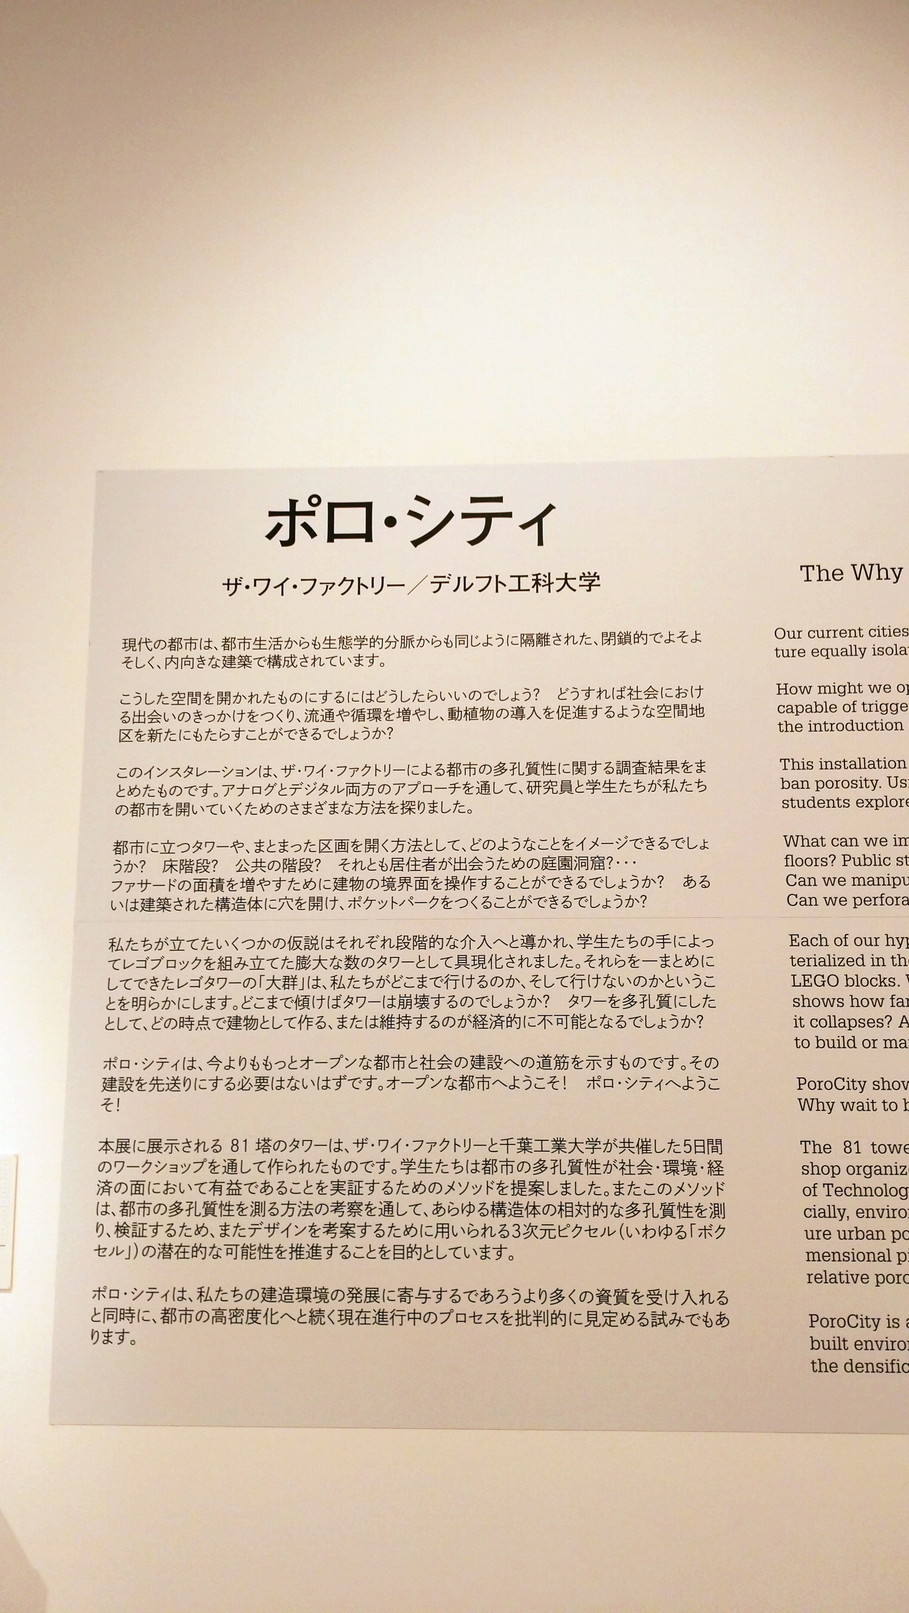 ポロ・シティ
ザ・ワイ・ファクトリー／デルフト工科大学
現代の都市は、都市生活からも生態学的分脈からも同じように隔離された、閉鎖的でよそよ
そしく、内向きな建築で構成されています。
こうした空間を開かれたものにするにはどうしたらいいのでしょう？　どうすれば社会におけ
る出会いのきっかけをつくり、流通や循環を増やし、動植物の導入を促進するような空間地
区を新たにもたらすことができるでしょうか？
このインスタレーションは、ザ・ワイ・ファクトリーによる都市の多孔質性に関する調査結果をま
とめたものです。アナログとデジタル両方のアプローチを通して、研究員と学生たちが私たち
の都市を開いていくためのさまざまな方法を探りました。
都市に立つタワーや、まとまった区画を開く方法として、どのようなことをイメージできるでしょ
うか？　床階段？　公共の階段？　それとも居住者が出会うための庭園洞窟？・・・
ファサードの面積を増やすために建物の境界面を操作することができるでしょうか？　ある
いは建築された構造体に穴を開け、ポケットパークをつくることができるでしょうか？
私たちが立てたいくつかの仮説はそれぞれ段階的な介入へと導かれ、学生たちの手によっ
てレゴブロックを組み立てた膨大な数のタワーとして具現化されました。それらを一まとめに
してできたレゴタワーの「大群」は、私たちがどこまで行けるのか、そして行けないのかというこ
とを明らかにします。どこまで傾けばタワーは崩壊するのでしょうか？　タワーを多孔質にした
として、どの時点で建物として作る、または維持するのが経済的に不可能となるでしょうか？
ポロ・シティは、今よりももっとオープンな都市と社会の建設への道筋を示すものです。その
建設を先送りにする必要はないはずです。オープンな都市へようこそ！　ポロ・シティへようこ
そ！
本展に展示される 81 塔のタワーは、ザ・ワイ・ファクトリーと千葉工業大学が共催した5日間
のワークショップを通して作られたものです。学生たちは都市の多孔質性が社会・環境・経
済の面において有益であることを実証するためのメソッドを提案しました。またこのメソッド
は、都市の多孔質性を測る方法の考察を通して、あらゆる構造体の相対的な多孔質性を測
り、検証するため、またデザインを考案するために用いられる3次元ピクセル（いわゆる「ボク
セル」）の潜在的な可能性を推進することを目的としています。
ポロ・シティは、私たちの建造環境の発展に寄与するであろうより多くの資質を受け入れる
と同時に、都市の高密度化へと続く現在進行中のプロセスを批判的に見定める試みでもあ
ります。
The Why
Our current cities
ture equally isola
How might we op
capable of trigge
the introduction
This installation
ban porosity. Us
students explore
What can we im
floors? Public st
Can we manipu
Can we perfora
Each of our hyp
terialized in the
LEGO blocks.
shows how far
it collapses? A
to build or mai
PoroCity show
Why wait to b
The 81 towe
shop organiz
of Technolog
cially, enviro
ure urban po
mensional pi
relative poro
PoroCity is a
built enviro
the densific